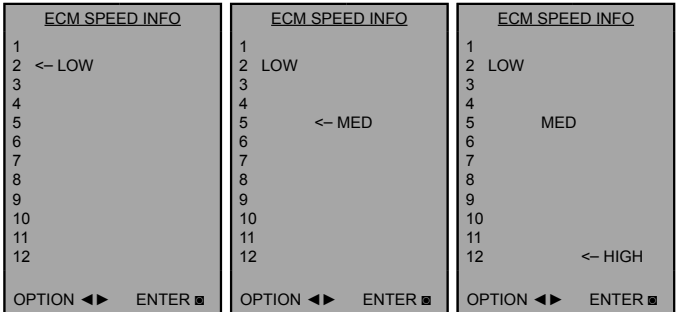 ECM SPEED INFO
1
2 <– LOW
3
4
5
6
7
8
9
10
11
12
OPTION ◄► ENTER ◙
ECM SPEED INFO
1
2 LOW
3
4
5 <– MED
6
7
8
9
10
11
12
OPTION ◄► ENTER ◙
ECM SPEED INFO
1
2 LOW
3
4
5 MED
6
7
8
9
10
11
12 <– HIGH
OPTION ◄► ENTER ◙